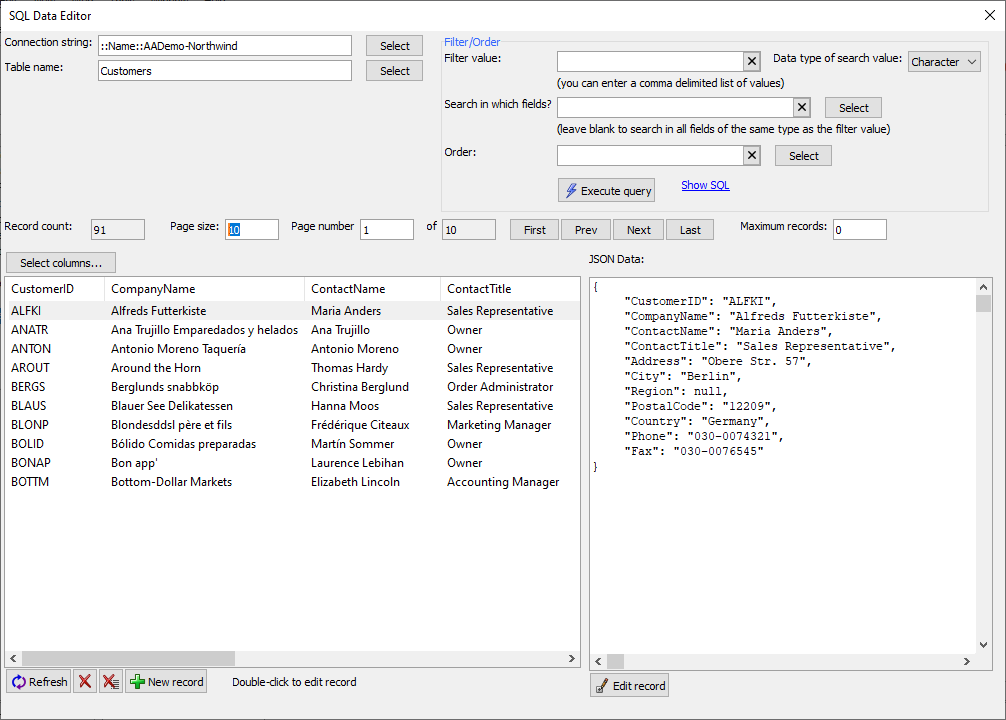 SQL Data Editor
Connection string: ::Name::AADemo-Northwind Select
Table name: Customers Select
Filter/Order
Filter value: Data type of search value: Character
(you can enter a comma delimited list of values)
Search in which fields? Select
(leave blank to search in all fields of the same type as the filter value)
Order: Select
Execute query Show SQL
Record count: 91 Page size: 10 Page number 1 of 10 First Prev Next Last Maximum records: 0
Select columns...
CustomerID CompanyName ContactName ContactTitle
ALFKI Alfreds Futterkiste Maria Anders Sales Representative
ANATR Ana Trujillo Emparedados y helados Ana Trujillo Owner
ANTON Antonio Moreno Taquería Antonio Moreno Owner
AROUT Around the Horn Thomas Hardy Sales Representative
BERGS Berglunds snabbköp Christina Berglund Order Administrator
BLAUS Blauer See Delikatessen Hanna Moos Sales Representative
BLONP Blondesddsl père et fils Frédérique Citeaux Marketing Manager
BOLID Bólido Comidas preparadas Martín Sommer Owner
BONAP Bon app' Laurence Lebihan Owner
BOTTM Bottom-Dollar Markets Elizabeth Lincoln Accounting Manager
Refresh New record Double-click to edit record
JSON Data:
{
"CustomerID": "ALFKI",
"CompanyName": "Alfreds Futterkiste",
"ContactName": "Maria Anders",
"ContactTitle": "Sales Representative",
"Address": "Obere Str. 57",
"City": "Berlin",
"Region": null,
"PostalCode": "12209",
"Country": "Germany",
"Phone": "030-0074321",
"Fax": "030-0076545"
}
Edit record